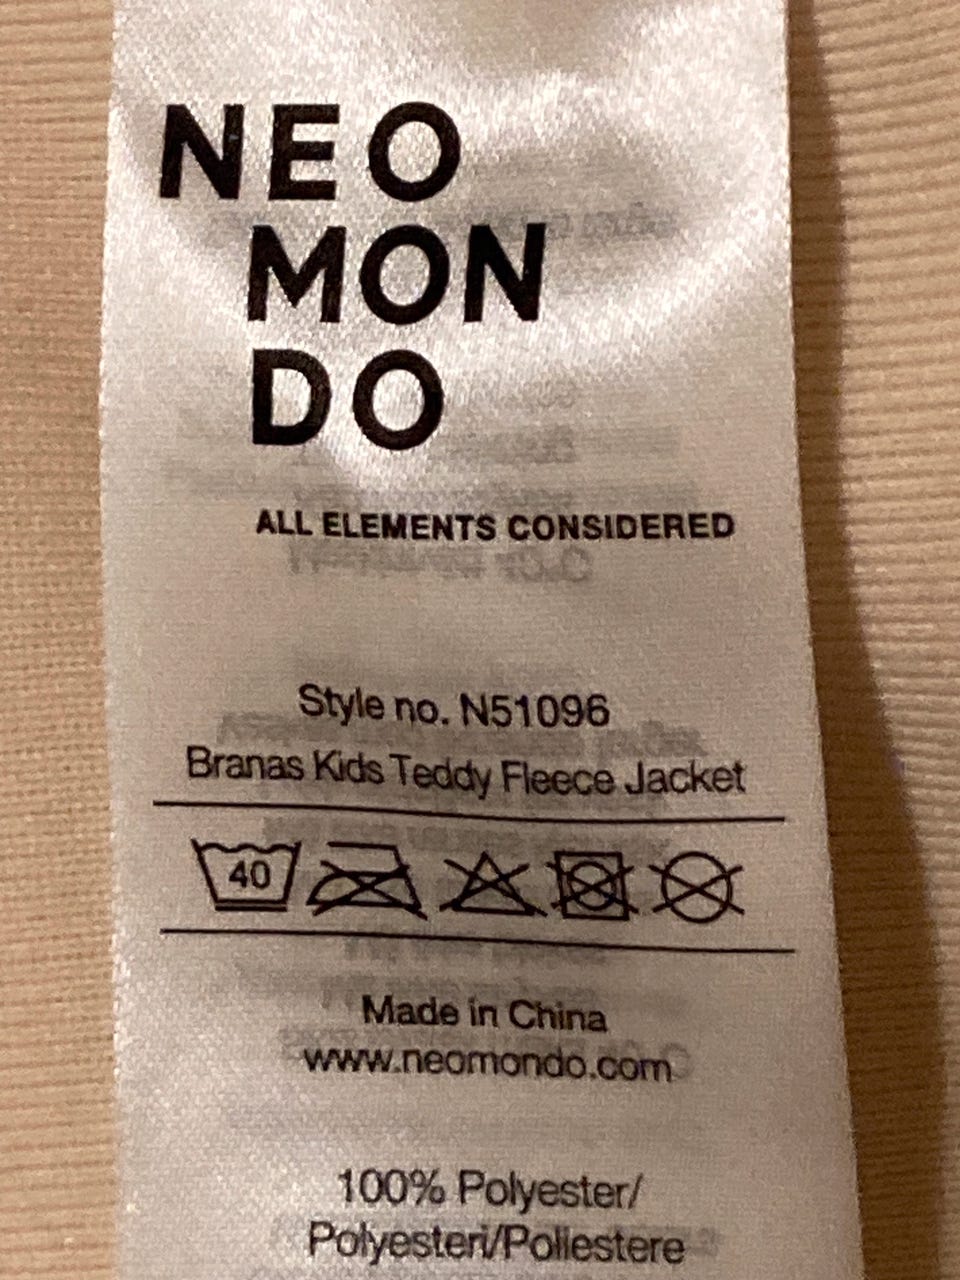 NEO
MON
DO
ALL ELEMENTS CONSIDERED
Style no. N51096
Branas Kids Teddy Fleece Jacket
40
Made in China
www.neomondo.com
100% Polyester/
Polyesteri/Poliestere